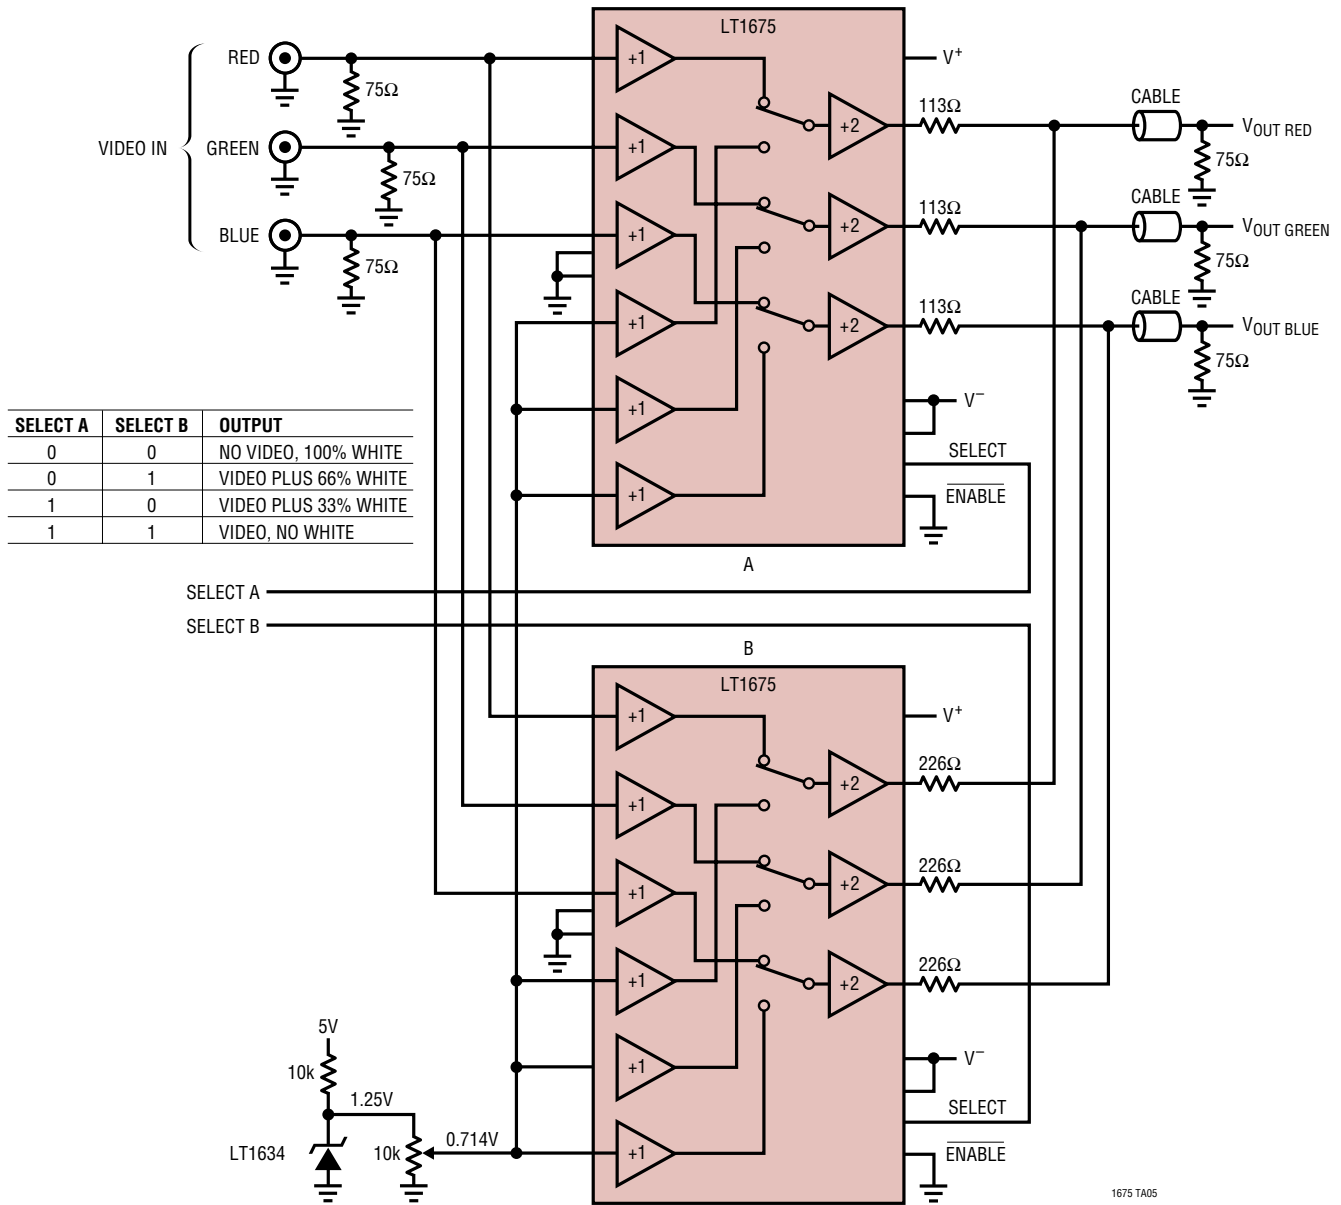 LT1675
RED
+1
V+
75Ω
CABLE
113Ω
+2
VOUT RED
VIDEO IN
GREEN
+1
75Ω
75Ω
CABLE
113Ω
+2
VOUT GREEN
BLUE
+1
75Ω
75Ω
CABLE
113Ω
+1
+2
VOUT BLUE
75Ω
+1
V−
SELECT A SELECT B OUTPUT
0 0 NO VIDEO, 100% WHITE
0 1 VIDEO PLUS 66% WHITE
1 0 VIDEO PLUS 33% WHITE
1 1 VIDEO, NO WHITE
SELECT
+1
ENABLE
A
SELECT A
SELECT B
B
LT1675
+1
V+
226Ω
+2
+1
226Ω
+2
+1
226Ω
+1
+2
5V
10k
+1
V−
1.25V
SELECT
LT1634
10k
0.714V
+1
ENABLE
1675 TA05